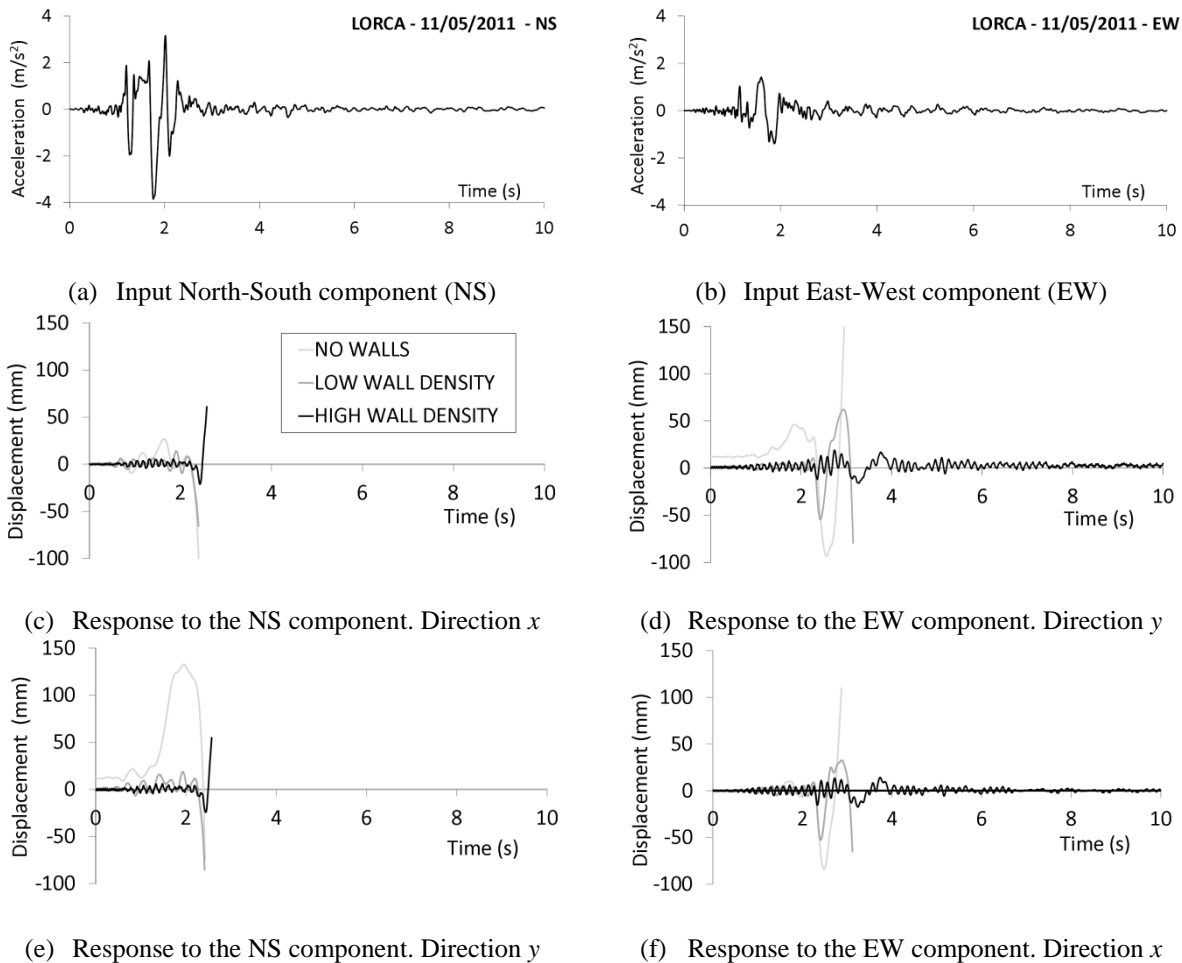 LORCA - 11/05/2011 - NS
Acceleration (m/s²)
4
2
0
-2
-4
Time (s)
0 2 4 6 8 10
(a) Input North-South component (NS)
LORCA - 11/05/2011 - EW
Acceleration (m/s²)
4
2
0
-2
-4
Time (s)
0 2 4 6 8 10
(b) Input East-West component (EW)
Displacement (mm)
150
100
50
0
-50
-100
NO WALLS
LOW WALL DENSITY
HIGH WALL DENSITY
0 2 4 6 8 10
Time (s)
(c) Response to the NS component. Direction x
Displacement (mm)
150
100
50
0
-50
-100
0 2 4 6 8 10
Time (s)
(d) Response to the EW component. Direction y
Displacement (mm)
150
100
50
0
-50
-100
0 2 4 6 8 10
Time (s)
(e) Response to the NS component. Direction y
Displacement (mm)
150
100
50
0
-50
-100
0 2 4 6 8 10
Time (s)
(f) Response to the EW component. Direction x